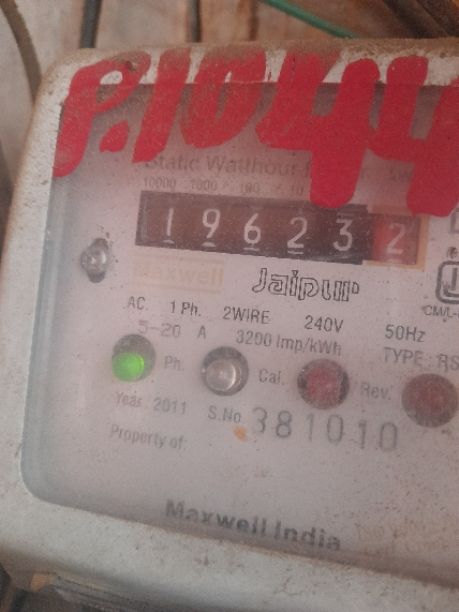 P.1044
Static Watthour
10000 1000 100 10
196232
Maxwell
Jaipur
AC. 1 Ph. 2WIRE 240V 50Hz
5-20 A 3200 Imp/kWh TYPE: RS
Ph. Cal. Rev.
Year. 2011 S.No. 381010
Property of:
Maxwell India